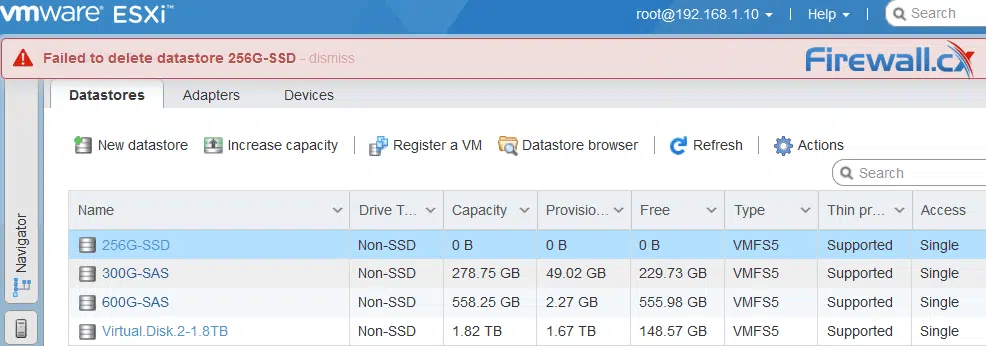 vmware® ESXi™ root@192.168.1.10 Help Search
Failed to delete datastore 256G-SSD - dismiss Firewall.cx
Datastores Adapters Devices
New datastore Increase capacity Register a VM Datastore browser Refresh Actions
Search
Name Drive T... Capacity Provisio... Free Type Thin pr... Access
256G-SSD Non-SSD 0 B 0 B 0 B VMFS5 Supported Single
300G-SAS Non-SSD 278.75 GB 49.02 GB 229.73 GB VMFS5 Supported Single
600G-SAS Non-SSD 558.25 GB 2.27 GB 555.98 GB VMFS5 Supported Single
Virtual.Disk.2-1.8TB Non-SSD 1.82 TB 1.67 TB 148.57 GB VMFS5 Supported Single
Navigator